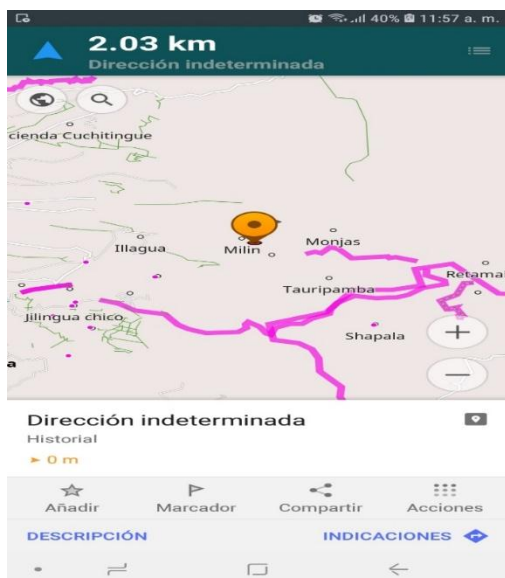 40% 11:57 a. m.
2.03 km
Dirección indeterminada
cienda Cuchitingue
Illagua
Milin
Monjas
Tauripamba
Retamal
Jilingua chico
Shapala
a
Dirección indeterminada
Historial
0 m
Añadir
Marcador
Compartir
Acciones
DESCRIPCIÓN
INDICACIONES